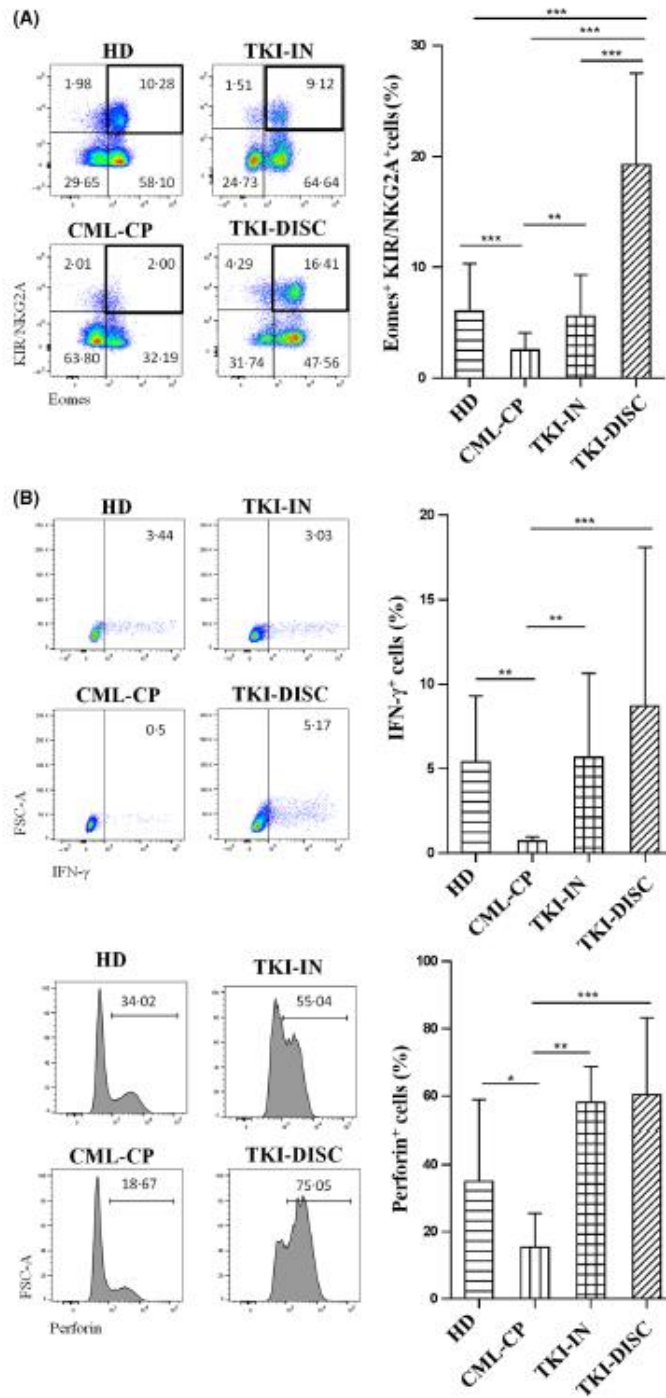 (A)
HD TKI-IN
1·98 10·28 1·51 9·12
29·65 58·10 24·73 64·64
CML-CP TKI-DISC
2·01 2·00 4·29 16·41
63·80 32·19 31·74 47·56
KIR/NKG2A
Eomes
***
***
***
***
**
Eomes⁺ KIR/NKG2A⁺cells (%)
30
20
10
0
HD
CML-CP
TKI-IN
TKI-DISC
(B)
HD TKI-IN
3·44 3·03
CML-CP TKI-DISC
0·5 5·17
FSC-A
IFN-γ
***
**
**
IFN-γ⁺ cells (%)
20
15
10
5
0
HD
CML-CP
TKI-IN
TKI-DISC
HD TKI-IN
34·02 55·04
CML-CP TKI-DISC
18·67 75·05
FSC-A
Perforin
***
**
*
Perforin⁺ cells (%)
100
80
60
40
20
0
HD
CML-CP
TKI-IN
TKI-DISC